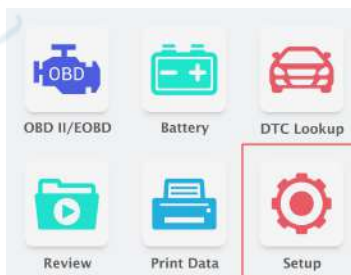 OBD
OBD II/EOBD
Battery
DTC Lookup
Review
Print Data
Setup